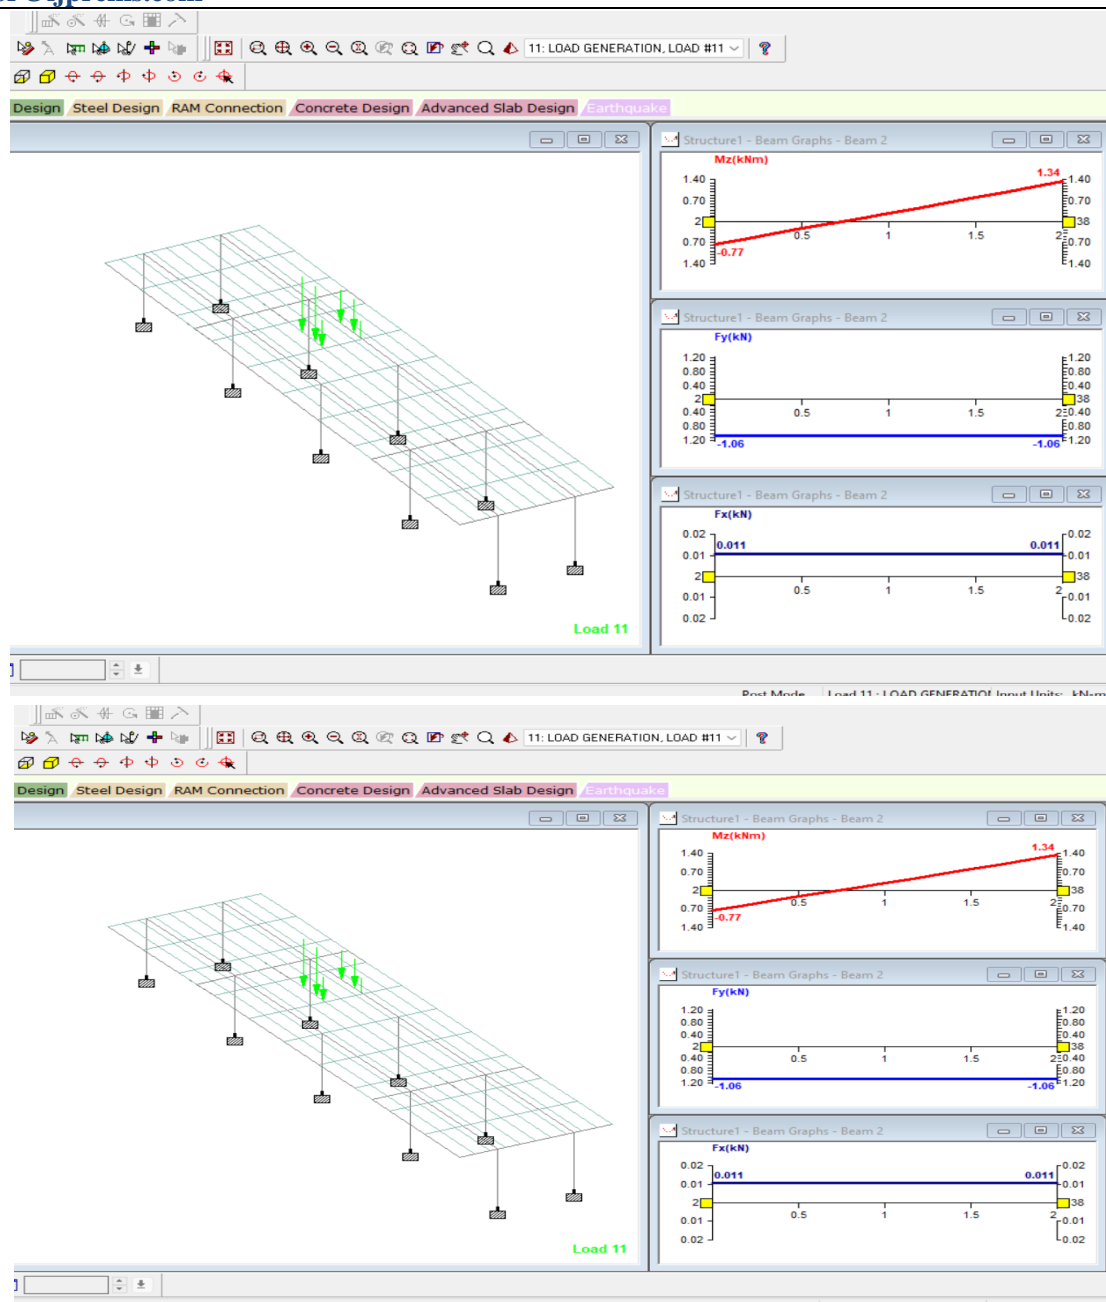 11: LOAD GENERATION, LOAD #11
Design Steel Design RAM Connection Concrete Design Advanced Slab Design Earthquake
Structure1 - Beam Graphs - Beam 2
Mz(kNm)
1.34
1.40 1.40
0.70 0.70
2 38
0.5 1 1.5 2
0.70 0.70
-0.77
1.40 1.40
Structure1 - Beam Graphs - Beam 2
Fy(kN)
1.20 1.20
0.80 0.80
0.40 0.40
2 38
0.5 1 1.5 2
0.40 0.40
0.80 0.80
1.20 1.20
-1.06 -1.06
Structure1 - Beam Graphs - Beam 2
Fx(kN)
0.02 0.02
0.011 0.011
0.01 0.01
2 38
0.5 1 1.5 2
0.01 0.01
0.02 0.02
Load 11
Post Mode Load 11 : LOAD GENERATION Input Units: kN-m
11: LOAD GENERATION, LOAD #11
Design Steel Design RAM Connection Concrete Design Advanced Slab Design Earthquake
Structure1 - Beam Graphs - Beam 2
Mz(kNm)
1.34
1.40 1.40
0.70 0.70
2 38
0.5 1 1.5 2
0.70 0.70
-0.77
1.40 1.40
Structure1 - Beam Graphs - Beam 2
Fy(kN)
1.20 1.20
0.80 0.80
0.40 0.40
2 38
0.5 1 1.5 2
0.40 0.40
0.80 0.80
1.20 1.20
-1.06 -1.06
Structure1 - Beam Graphs - Beam 2
Fx(kN)
0.02 0.02
0.011 0.011
0.01 0.01
2 38
0.5 1 1.5 2
0.01 0.01
0.02 0.02
Load 11